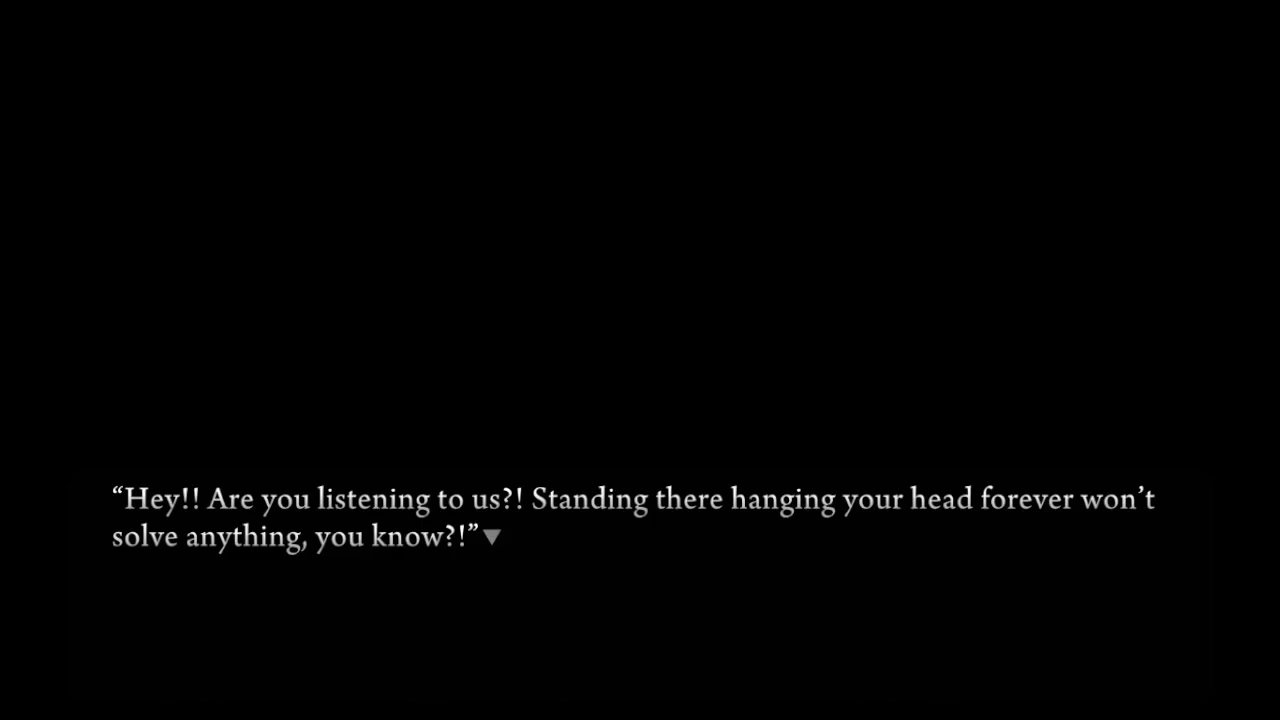 “Hey!! Are you listening to us?! Standing there hanging your head forever won’t
solve anything, you know?!”▼